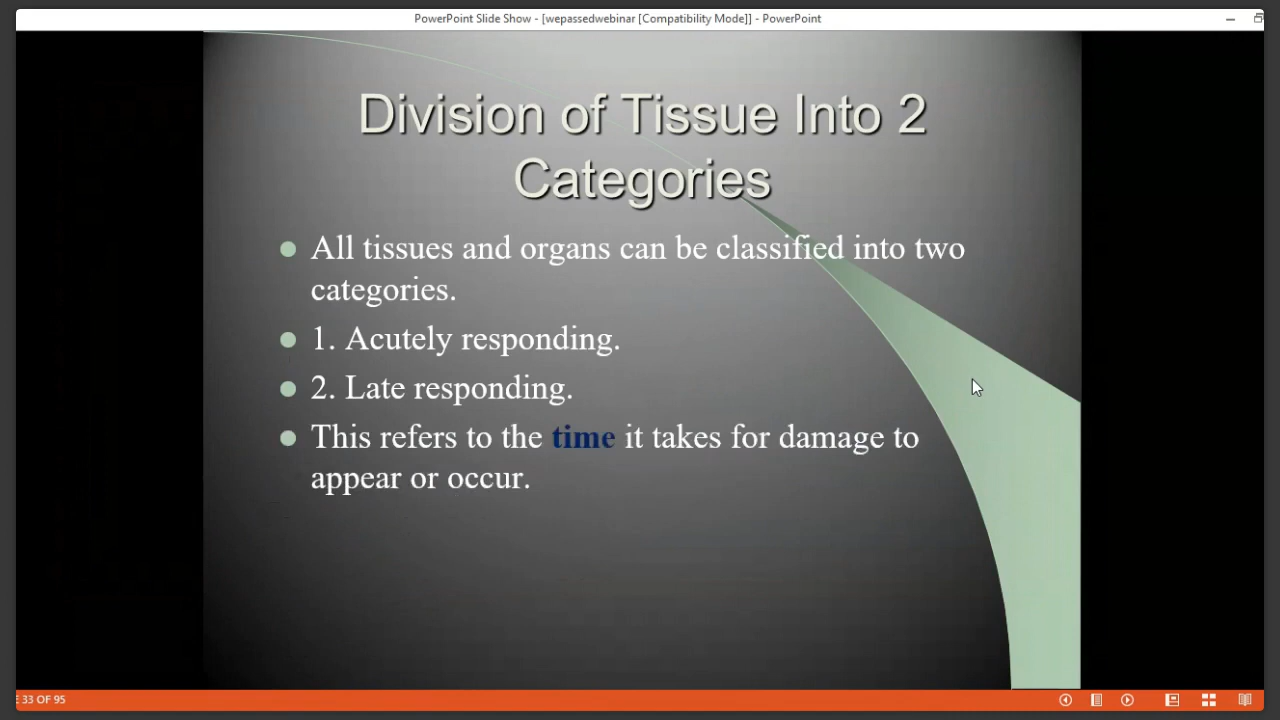 PowerPoint Slide Show - [wepassedwebinar [Compatibility Mode]] - PowerPoint
Division of Tissue Into 2
Categories
All tissues and organs can be classified into two
categories.
1. Acutely responding.
2. Late responding.
This refers to the time it takes for damage to
appear or occur.
E 33 OF 95